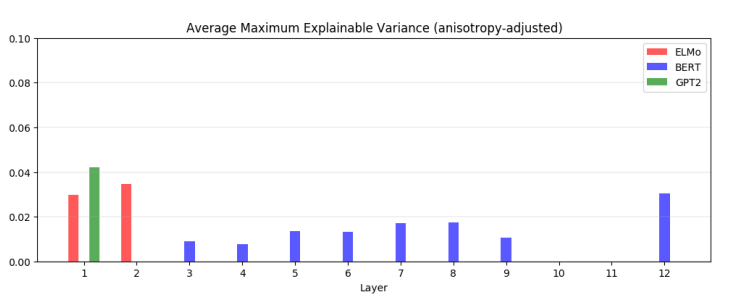 Average Maximum Explainable Variance (anisotropy-adjusted)
0.10
0.08
0.06
0.04
0.02
0.00
ELMo
BERT
GPT2
1 2 3 4 5 6 7 8 9 10 11 12
Layer